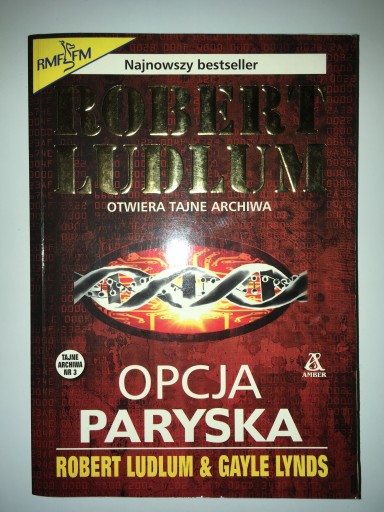 RMF FM
Najnowszy bestseller
ROBERT
LUDLUM
OTWIERA TAJNE ARCHIWA
TAJNE
ARCHIWA
NR 3
AMBER
OPCJA
PARYSKA
ROBERT LUDLUM & GAYLE LYNDS